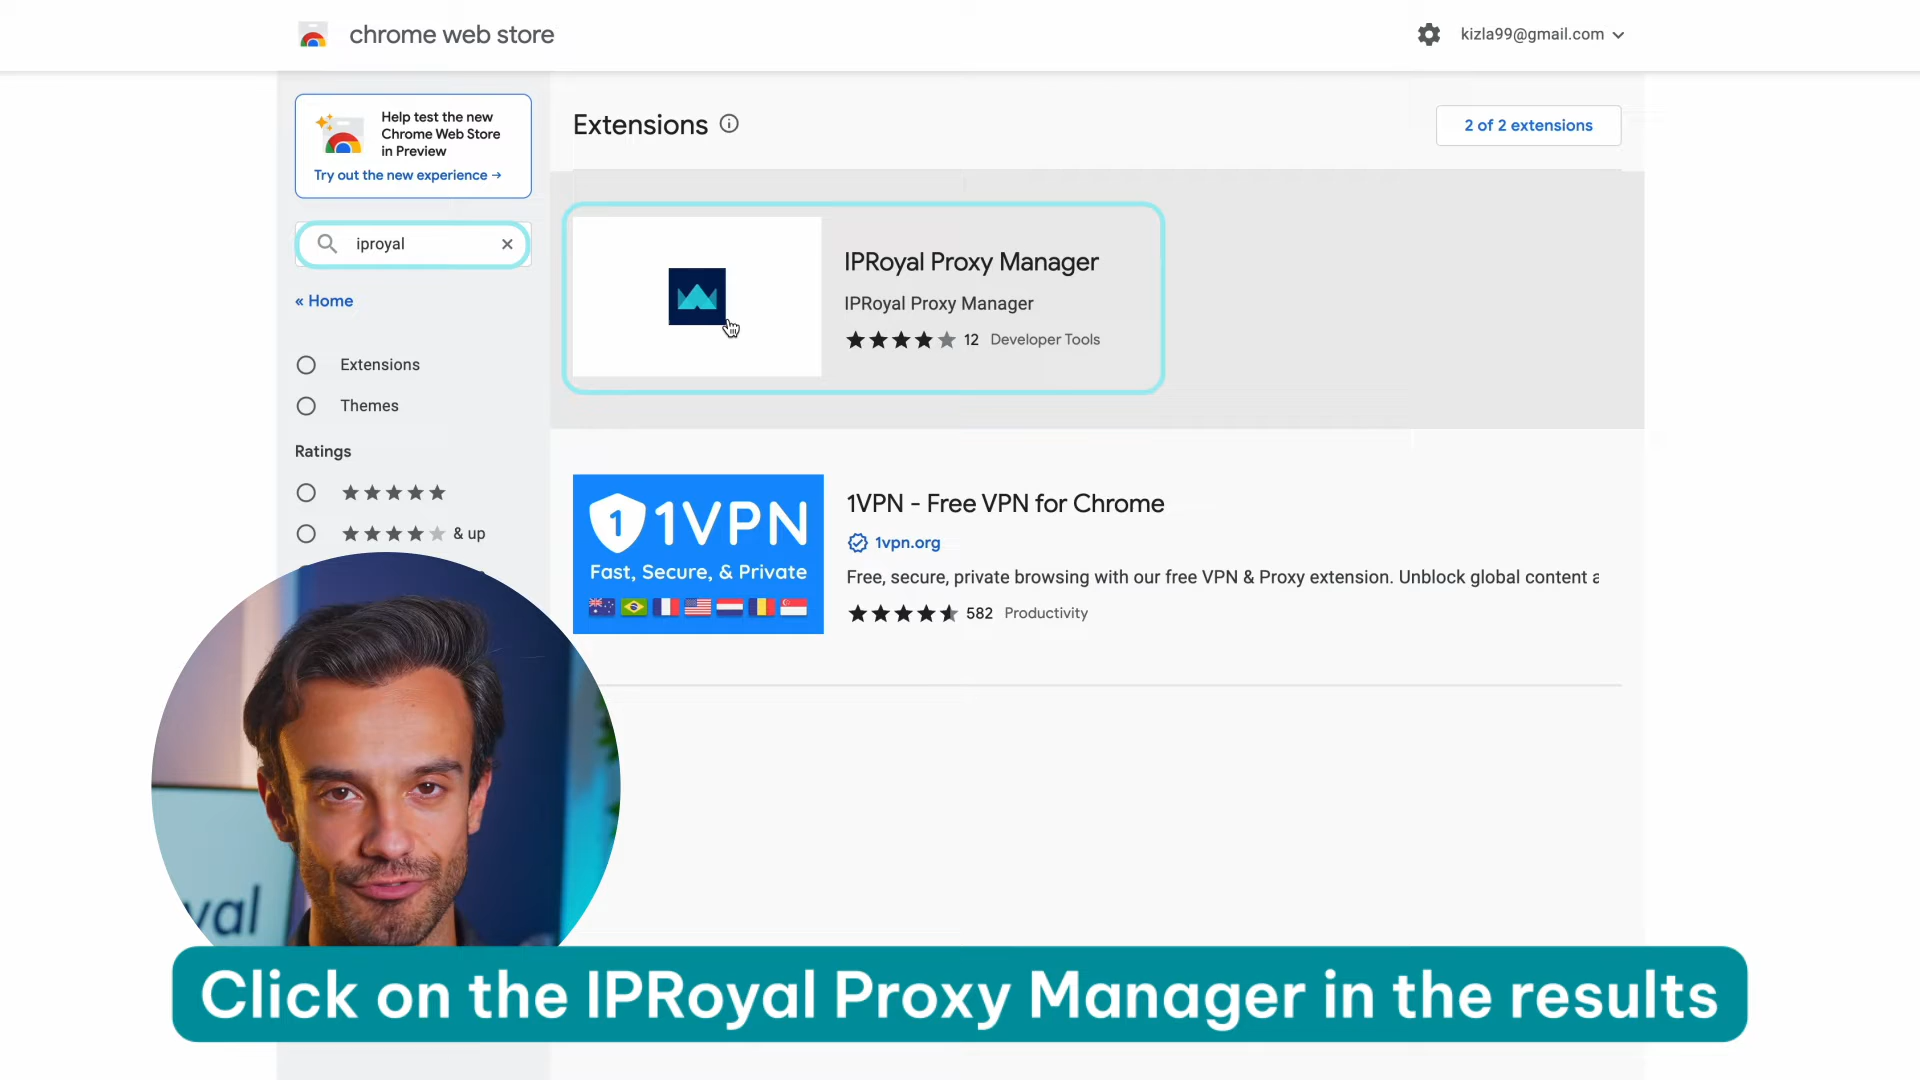 chrome web store
kizla99@gmail.com
Help test the new
Chrome Web Store
in Preview
Try out the new experience →
Extensions
2 of 2 extensions
iproyal
« Home
Extensions
Themes
Ratings
& up
IPRoyal Proxy Manager
IPRoyal Proxy Manager
12 Developer Tools
1 1VPN
Fast, Secure, & Private
1VPN - Free VPN for Chrome
1vpn.org
Free, secure, private browsing with our free VPN & Proxy extension. Unblock global content a
582 Productivity
yal
Click on the IPRoyal Proxy Manager in the results